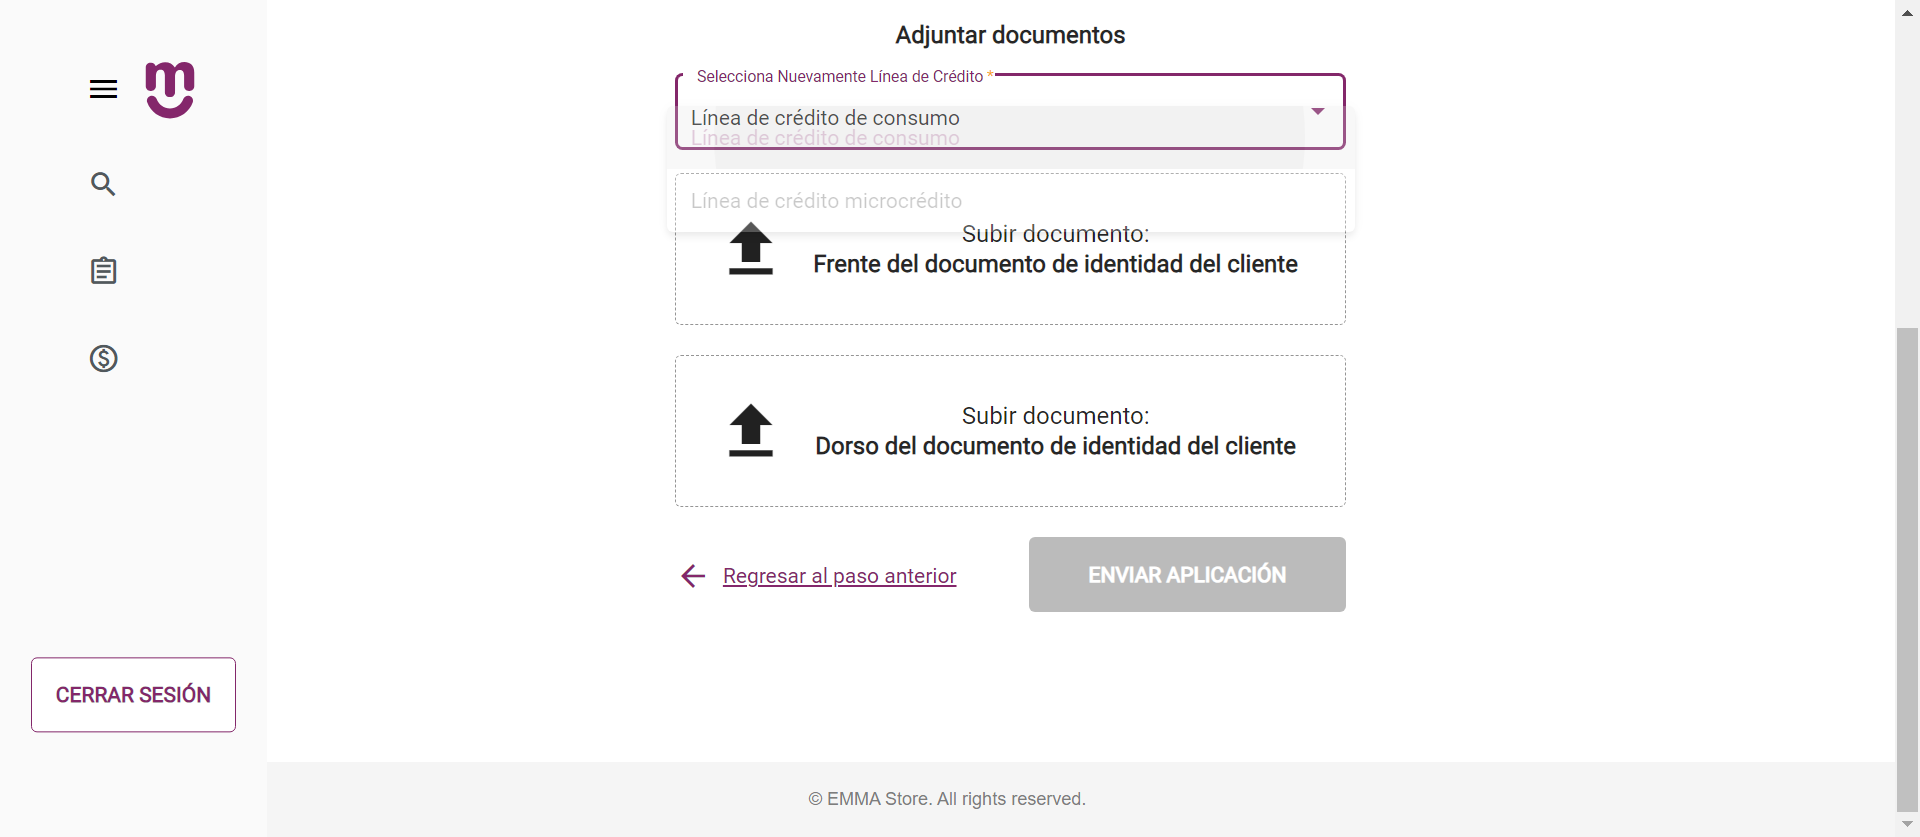 Adjuntar documentos
Selecciona Nuevamente Línea de Crédito *
Línea de crédito de consumo
Línea de crédito de consumo
Línea de crédito microcrédito
Subir documento:
Frente del documento de identidad del cliente
Subir documento:
Dorso del documento de identidad del cliente
Regresar al paso anterior
ENVIAR APLICACIÓN
CERRAR SESIÓN
© EMMA Store. All rights reserved.